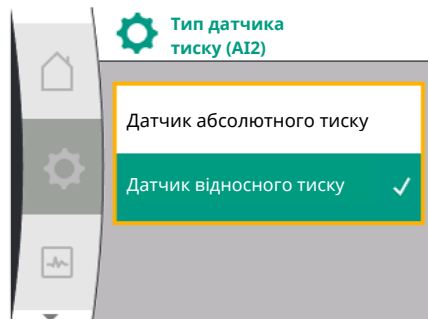 Тип датчика
тиску (AI2)
Датчик абсолютного тиску
Датчик відносного тиску